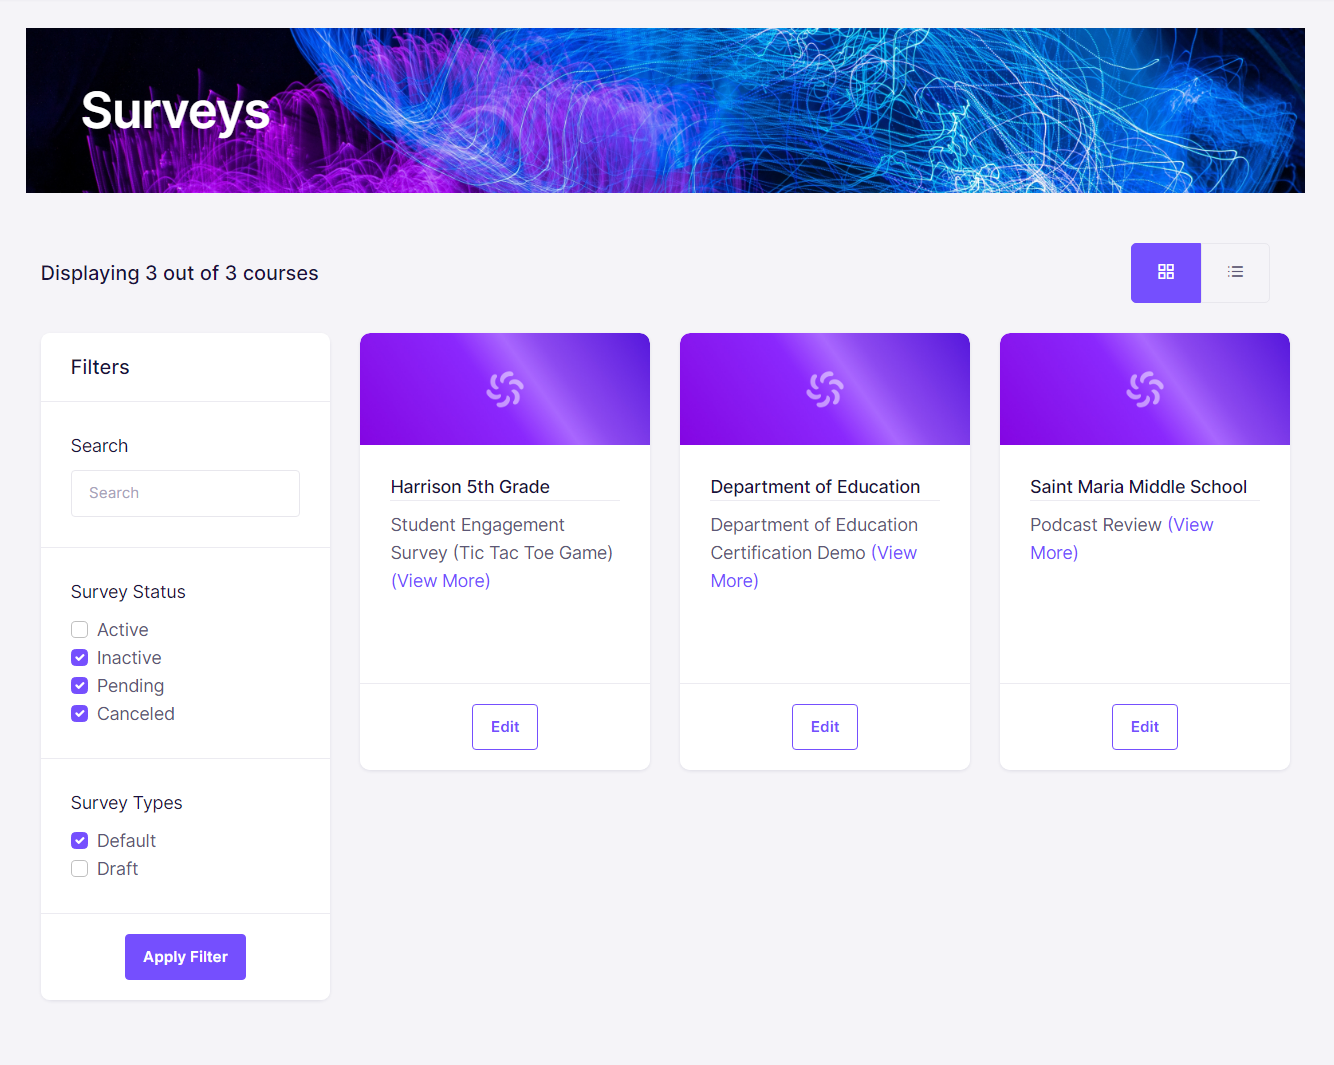 Surveys
Displaying 3 out of 3 courses
Filters
Search
Search
Survey Status
Active
Inactive
Pending
Canceled
Survey Types
Default
Draft
Apply Filter
Harrison 5th Grade
Student Engagement
Survey (Tic Tac Toe Game)
(View More)
Edit
Department of Education
Department of Education
Certification Demo (View
More)
Edit
Saint Maria Middle School
Podcast Review (View
More)
Edit